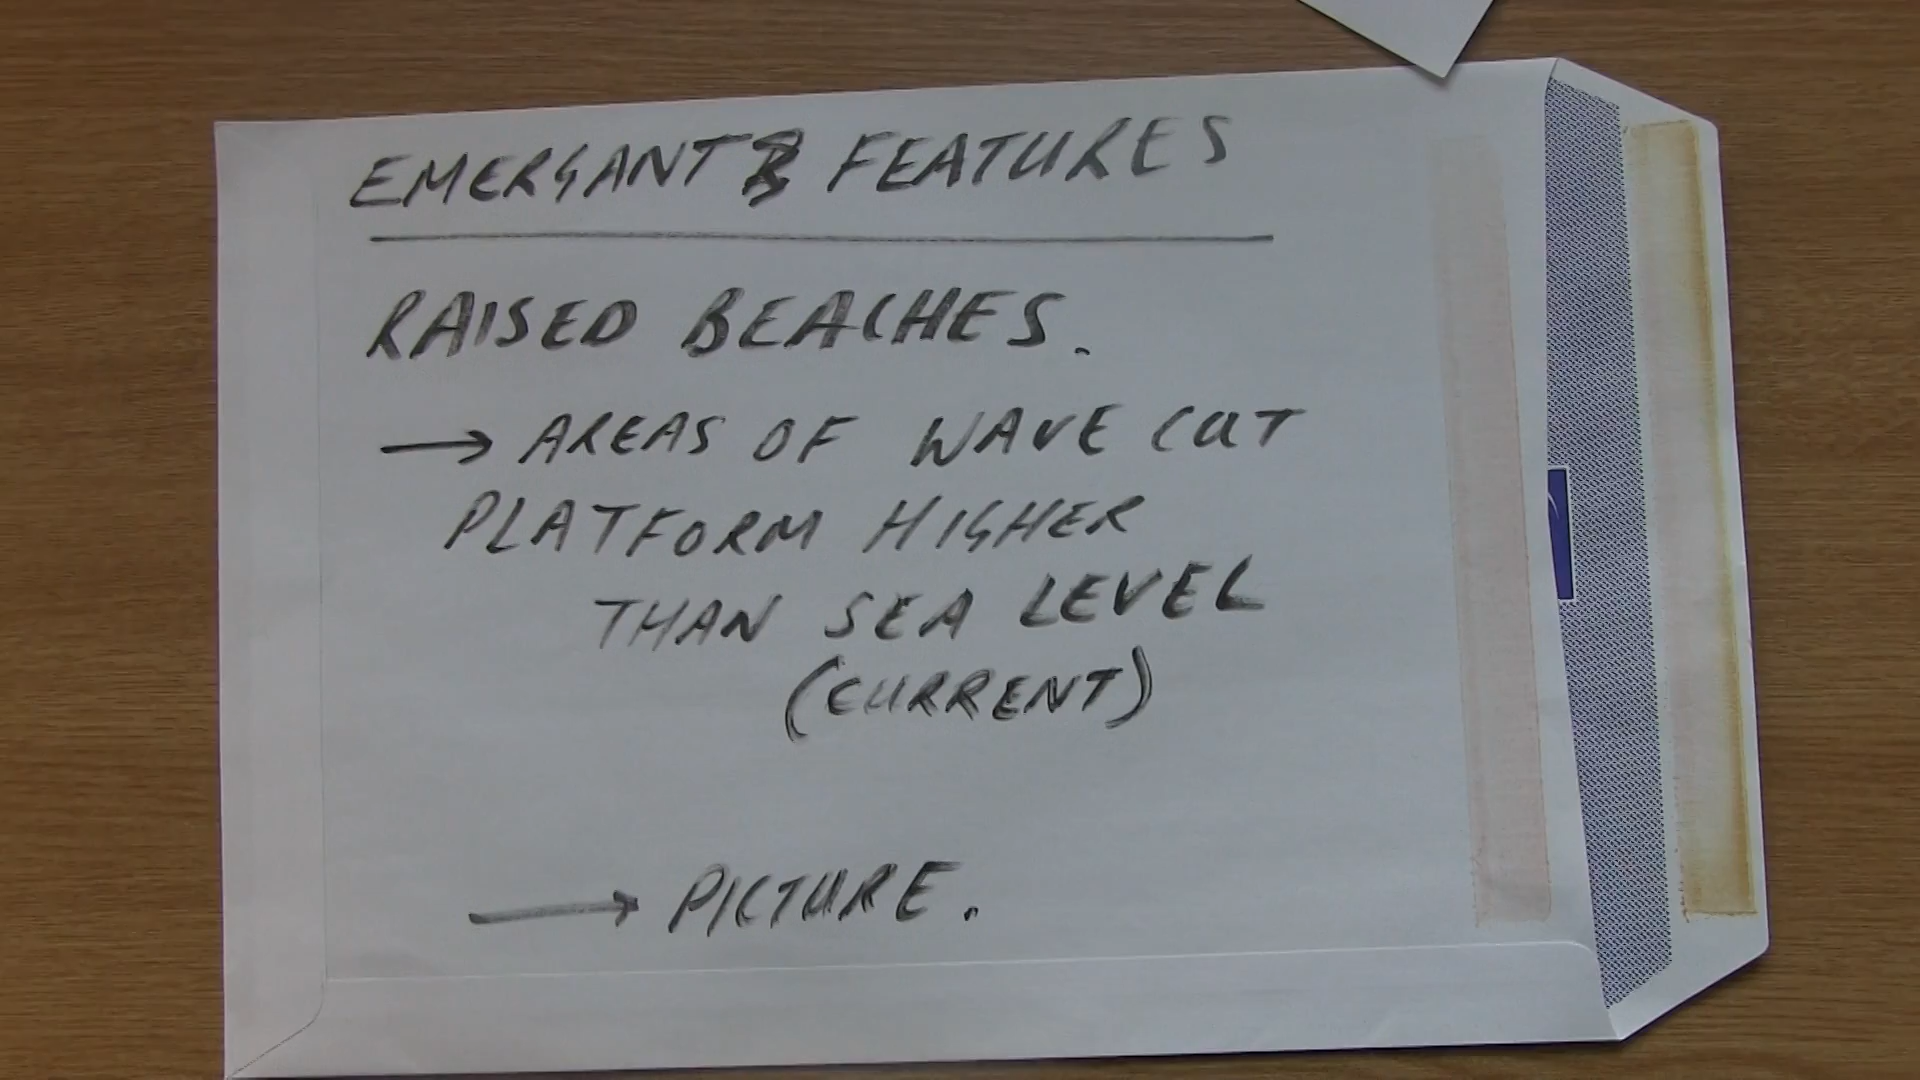 EMERGANT FEATURES
RAISED BEACHES.
→ AREAS OF WAVE CUT
PLATFORM HIGHER
THAN SEA LEVEL
(CURRENT)
→ PICTURE.